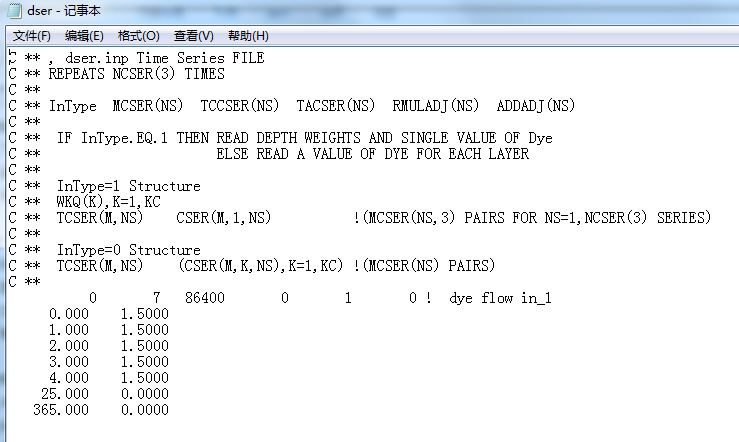 dser - 记事本
文件(F) 编辑(E) 格式(O) 查看(V) 帮助(H)
C ** , dser.inp Time Series FILE
C ** REPEATS NCSER(3) TIMES
C **
C ** InType MCSER(NS) TCCSER(NS) TACSER(NS) RMULADJ(NS) ADDADJ(NS)
C **
C ** IF InType.EQ.1 THEN READ DEPTH WEIGHTS AND SINGLE VALUE OF Dye
C ** ELSE READ A VALUE OF DYE FOR EACH LAYER
C **
C ** InType=1 Structure
C ** WKQ(K),K=1,KC
C ** TCSER(M,NS) CSER(M,1,NS) !(MCSER(NS,3) PAIRS FOR NS=1,NCSER(3) SERIES)
C **
C ** InType=0 Structure
C ** TCSER(M,NS) (CSER(M,K,NS),K=1,KC) !(MCSER(NS) PAIRS)
C **
0 7 86400 0 1 0 ! dye flow in_1
0.000 1.5000
1.000 1.5000
2.000 1.5000
3.000 1.5000
4.000 1.5000
25.000 0.0000
365.000 0.0000